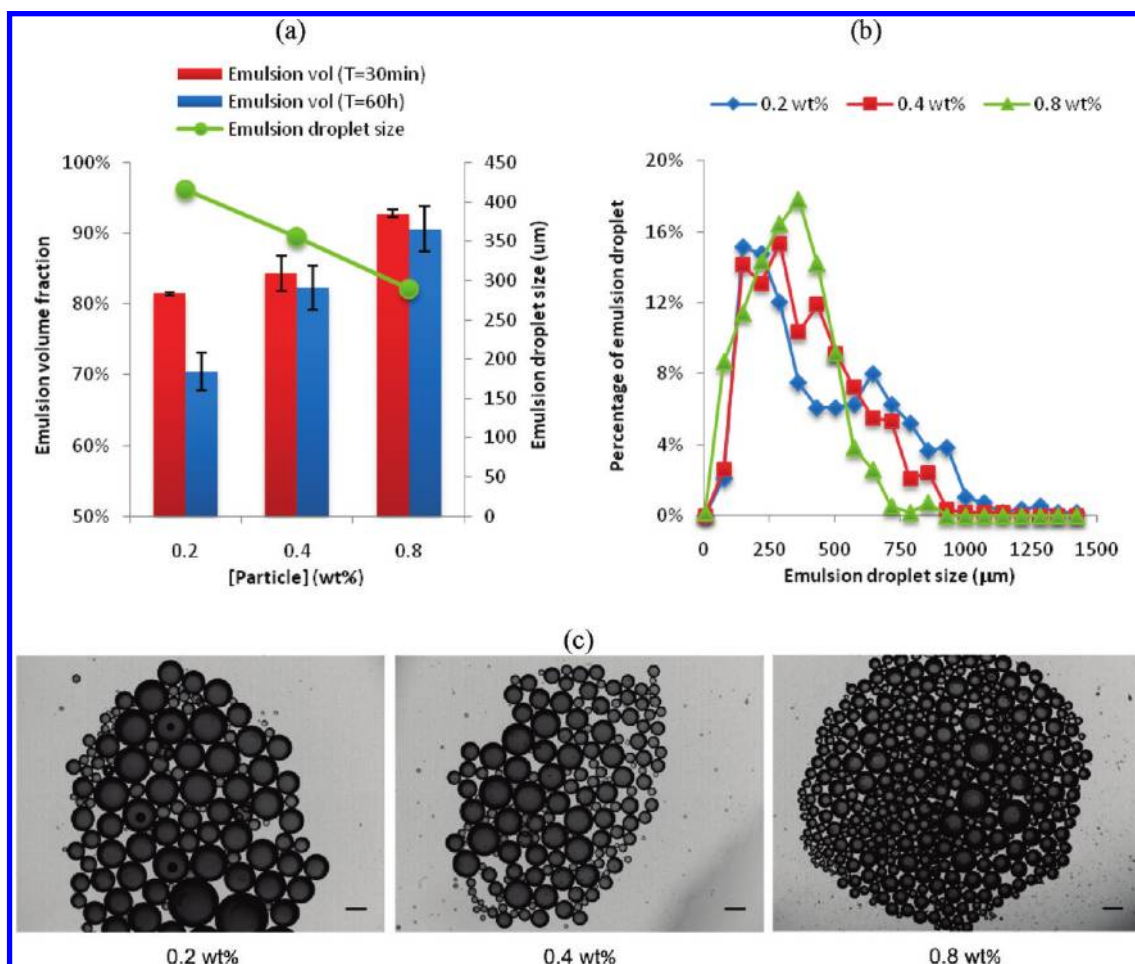 (a)
Emulsion vol (T=30min)
Emulsion vol (T=60h)
Emulsion droplet size
100%
90%
80%
70%
60%
50%
Emulsion volume fraction
450
400
350
300
250
200
150
100
50
0
Emulsion droplet size (um)
0.2 0.4 0.8
[Particle] (wt%)
(b)
0.2 wt% 0.4 wt% 0.8 wt%
20%
16%
12%
8%
4%
0%
Percentage of emulsion droplet
0 250 500 750 1000 1250 1500
Emulsion droplet size (μm)
(c)
0.2 wt% 0.4 wt% 0.8 wt%